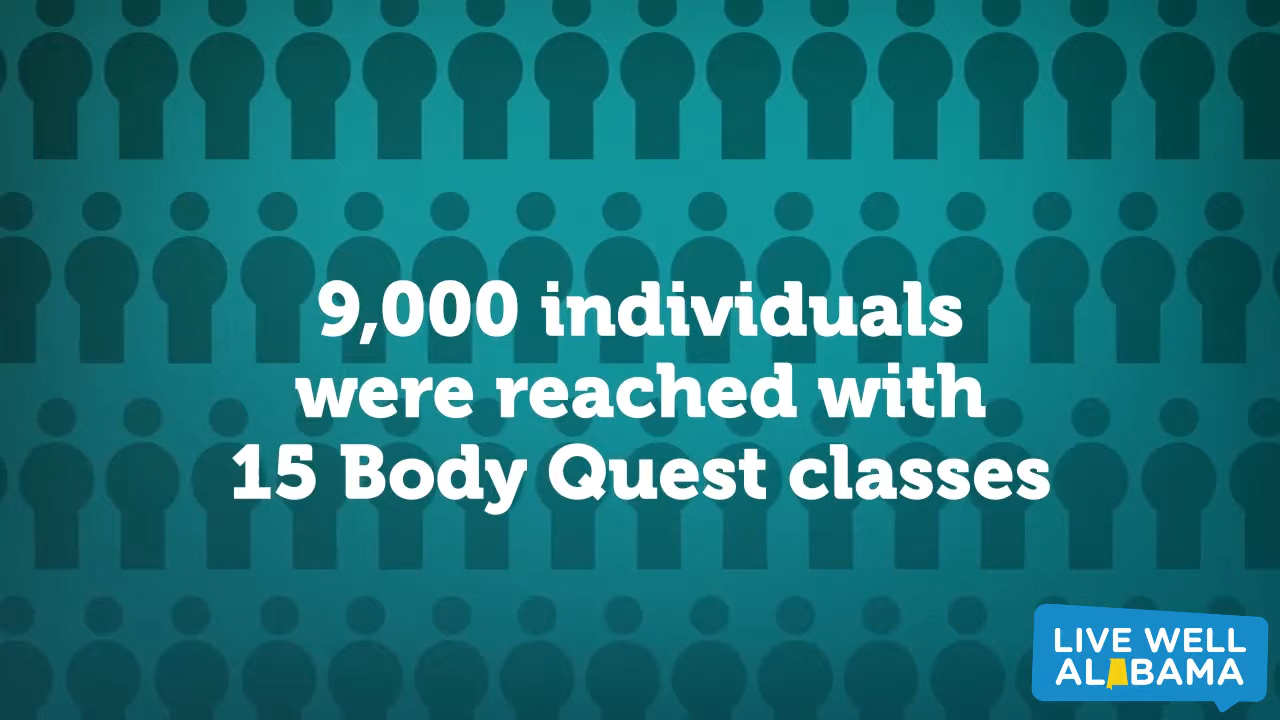 9,000 individuals
were reached with
15 Body Quest classes
LIVE WELL
ALABAMA